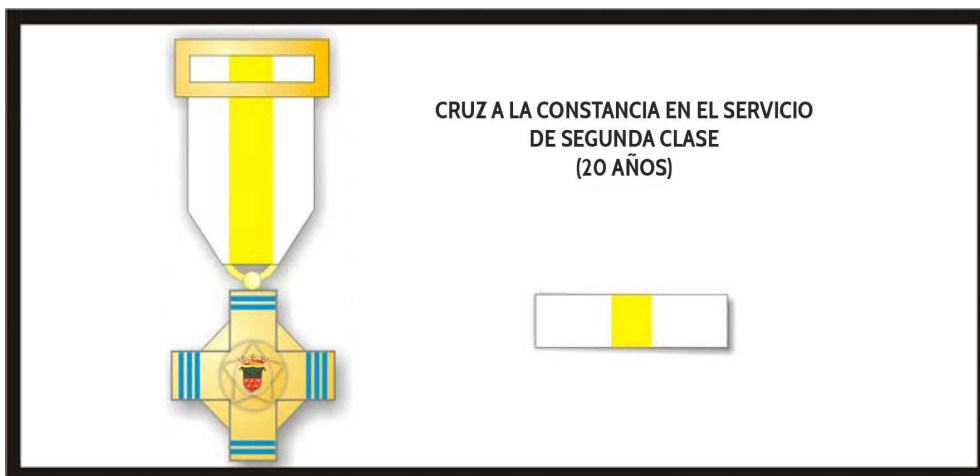 CRUZ A LA CONSTANCIA EN EL SERVICIO
DE SEGUNDA CLASE
(20 AÑOS)